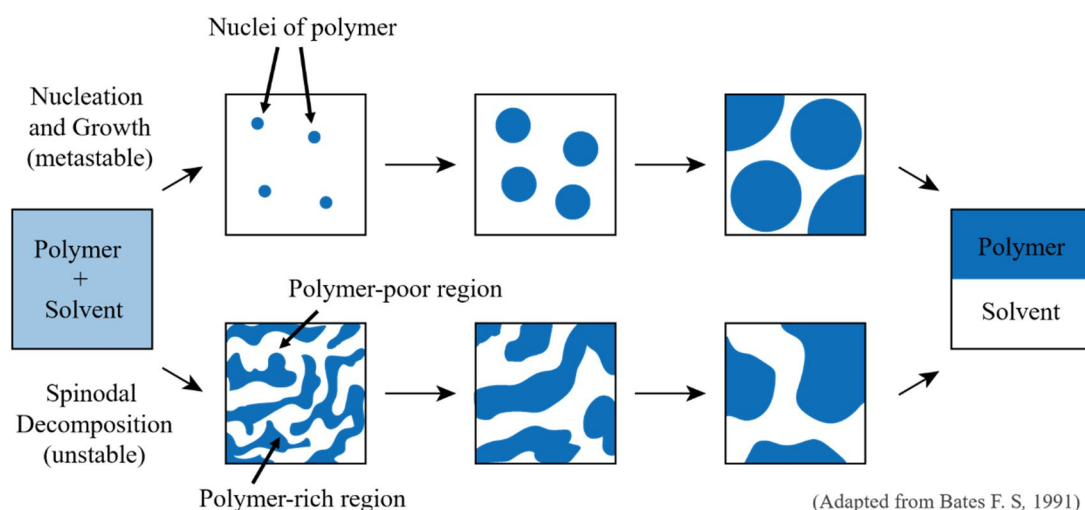 Nuclei of polymer
Nucleation
and Growth
(metastable)
Polymer
+
Solvent
Polymer
Solvent
Polymer-poor region
Spinodal
Decomposition
(unstable)
Polymer-rich region
(Adapted from Bates F. S, 1991)